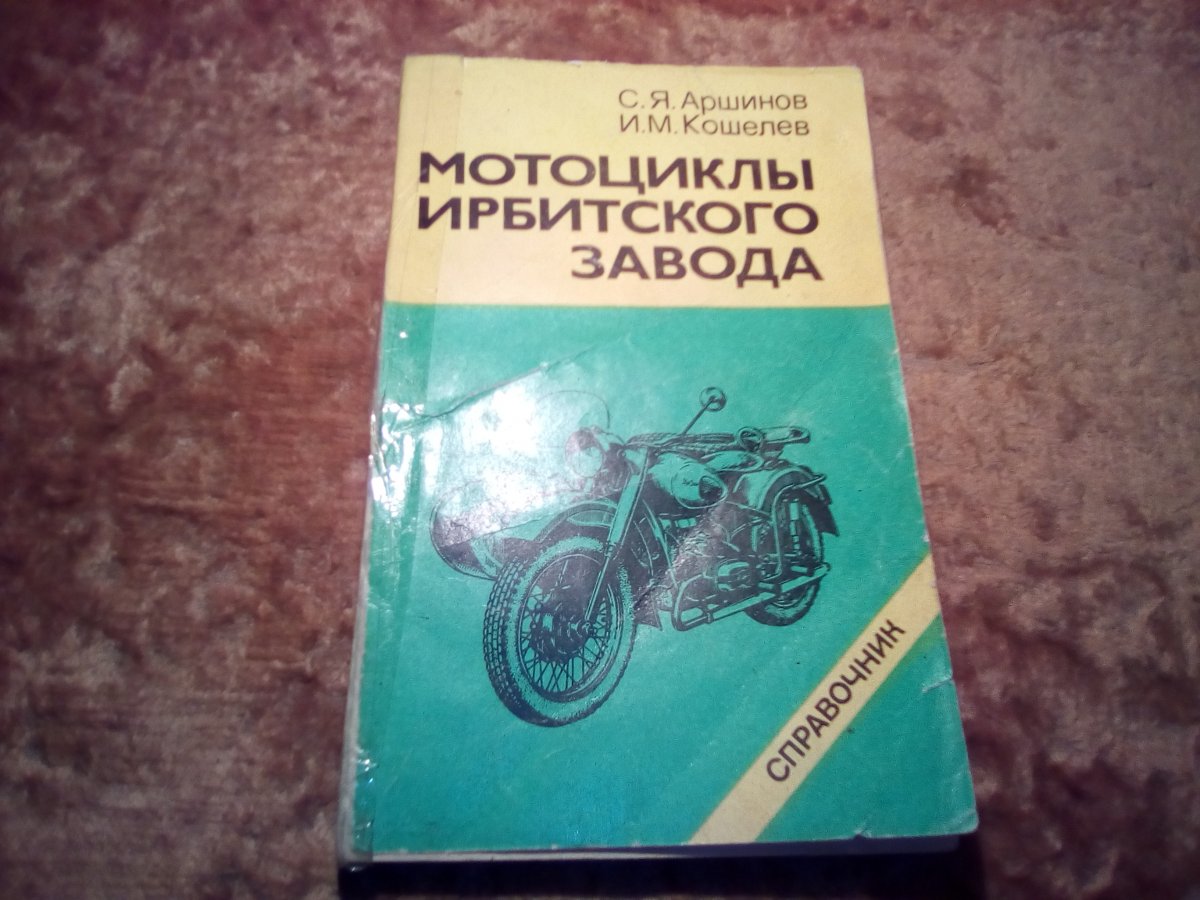 С. Я. Аршинов
И. М. Кошелев
МОТОЦИКЛЫ
ИРБИТСКОГО
ЗАВОДА
СПРАВОЧНИК